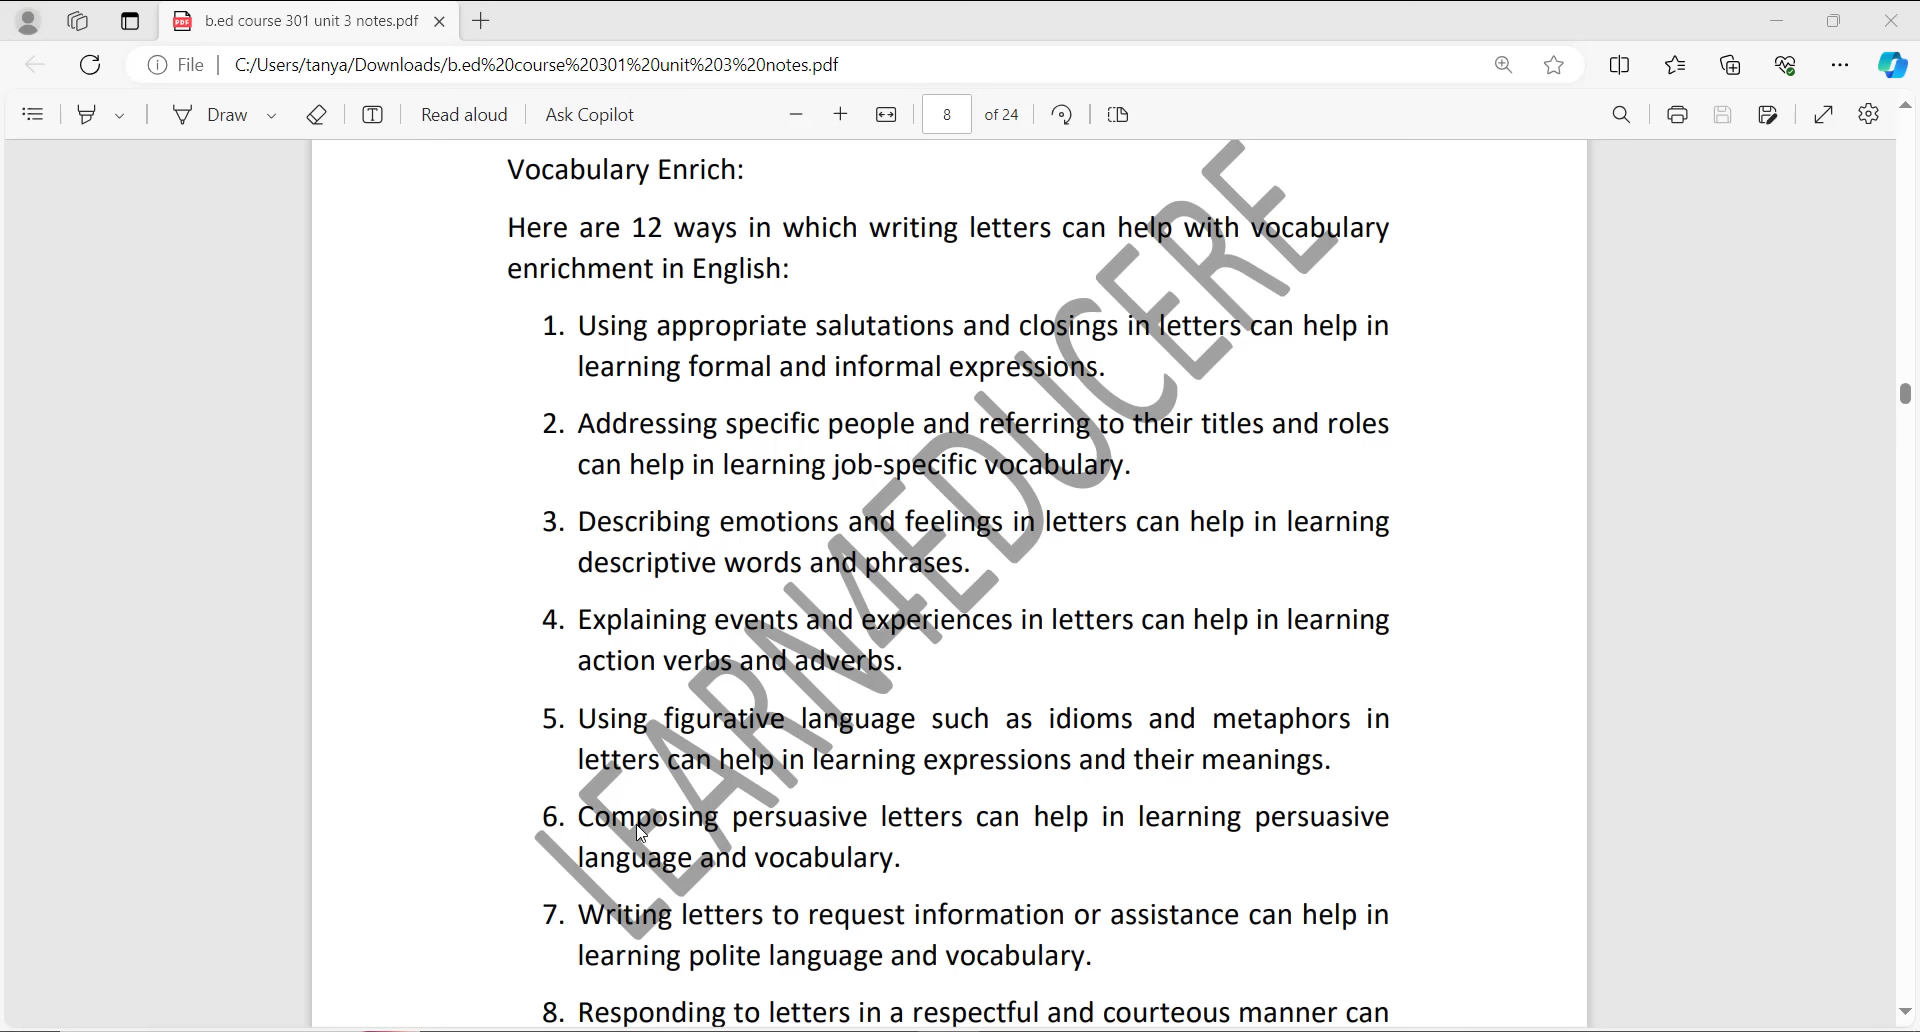 b.ed course 301 unit 3 notes.pdf
File
C:/Users/tanya/Downloads/b.ed%20course%20301%20unit%203%20notes.pdf
Draw
Read aloud
Ask Copilot
8 of 24
Vocabulary Enrich:
Here are 12 ways in which writing letters can help with vocabulary
enrichment in English:
1. Using appropriate salutations and closings in letters can help in
learning formal and informal expressions.
2. Addressing specific people and referring to their titles and roles
can help in learning job-specific vocabulary.
3. Describing emotions and feelings in letters can help in learning
descriptive words and phrases.
4. Explaining events and experiences in letters can help in learning
action verbs and adverbs.
5. Using figurative language such as idioms and metaphors in
letters can help in learning expressions and their meanings.
6. Composing persuasive letters can help in learning persuasive
language and vocabulary.
7. Writing letters to request information or assistance can help in
learning polite language and vocabulary.
8. Responding to letters in a respectful and courteous manner can
LEARN4EDUCERE